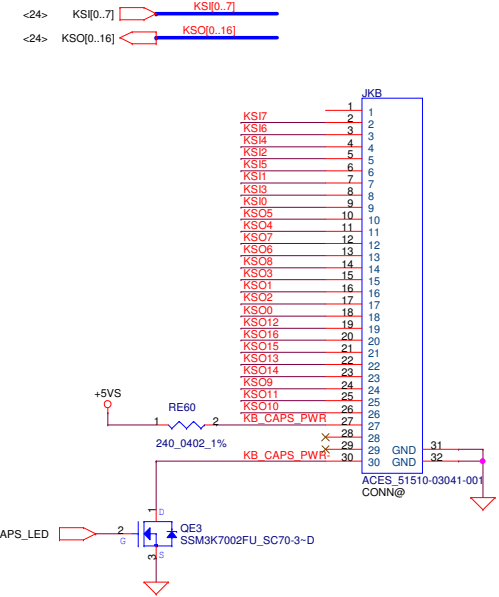 <24> KSI[0..7] KSI[0..7]
<24> KSO[0..16] KSO[0..16]
JKB
1 1
KSI7 2 2
KSI6 3 3
KSI4 4 4
KSI2 5 5
KSI5 6 6
KSI1 7 7
KSI3 8 8
KSI0 9 9
KSO5 10 10
KSO4 11 11
KSO7 12 12
KSO6 13 13
KSO8 14 14
KSO3 15 15
KSO1 16 16
KSO2 17 17
KSO0 18 18
KSO12 19 19
KSO16 20 20
KSO15 21 21
KSO13 22 22
KSO14 23 23
KSO9 24 24
KSO11 25 25
KSO10 26 26
+5VS
RE60
1 2 KB_CAPS_PWR 27 27
240_0402_1%
28 28
29 29 GND 31
KB_CAPS_PWR- 30 30 GND 32
ACES_51510-03041-001
CONN@
1 D
APS_LED 2 G
QE3
SSM3K7002FU_SC70-3~D
3 S